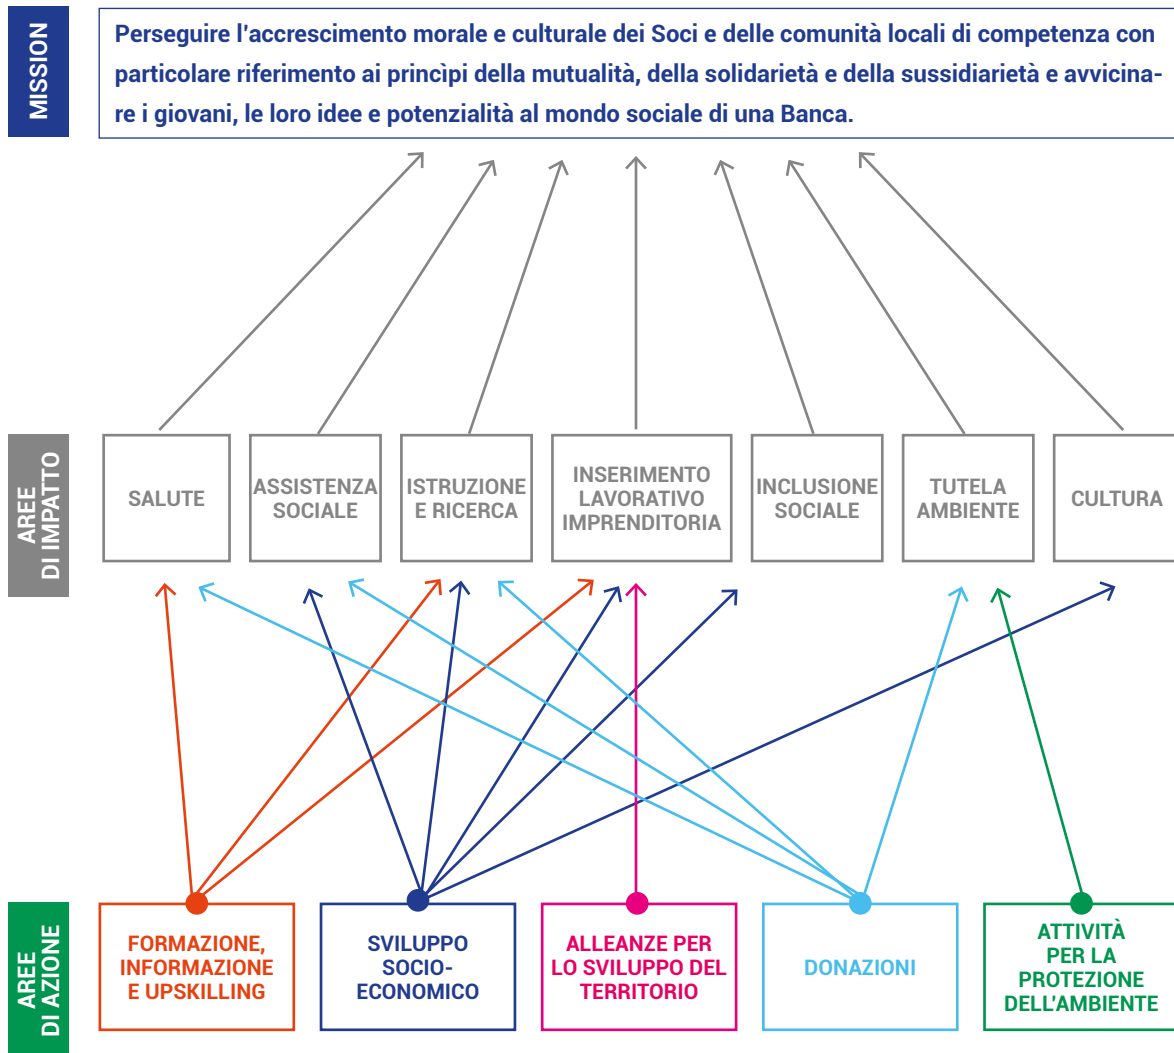 MISSION
Perseguire l'accrescimento morale e culturale dei Soci e delle comunità locali di competenza con
particolare riferimento ai princìpi della mutualità, della solidarietà e della sussidiarietà e avvicina-
re i giovani, le loro idee e potenzialità al mondo sociale di una Banca.
AREE
DI IMPATTO
SALUTE
ASSISTENZA
SOCIALE
ISTRUZIONE
E RICERCA
INSERIMENTO
LAVORATIVO
IMPRENDITORIA
INCLUSIONE
SOCIALE
TUTELA
AMBIENTE
CULTURA
AREE
DI AZIONE
FORMAZIONE,
INFORMAZIONE
E UPSKILLING
SVILUPPO
SOCIO-
ECONOMICO
ALLEANZE PER
LO SVILUPPO DEL
TERRITORIO
DONAZIONI
ATTIVITÀ
PER LA
PROTEZIONE
DELL'AMBIENTE